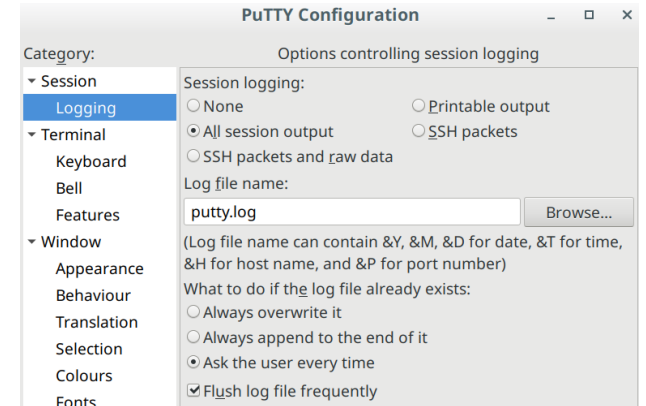 PuTTY Configuration
Category:
Options controlling session logging
Session
Logging
Terminal
Keyboard
Bell
Features
Window
Appearance
Behaviour
Translation
Selection
Colours
Fonts
Session logging:
None
Printable output
All session output
SSH packets
SSH packets and raw data
Log file name:
putty.log
Browse...
(Log file name can contain &Y, &M, &D for date, &T for time,
&H for host name, and &P for port number)
What to do if the log file already exists:
Always overwrite it
Always append to the end of it
Ask the user every time
Flush log file frequently